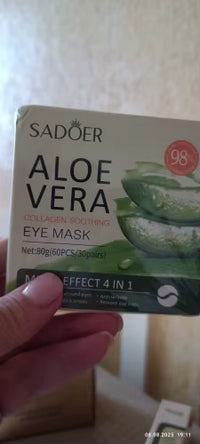 SADOER
98%
ALOE
VERA
COLLAGEN SOOTHING
EYE MASK
Net:80g(60PCS/30pairs)
EFFECT 4 IN 1
08.08.2025 19:11